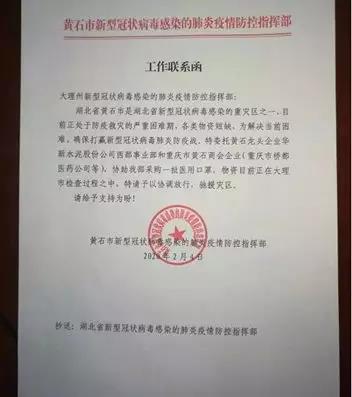 黄石市新型冠状病毒感染的肺炎疫情防控指挥部
工作联系函
大理州新型冠状病毒感染的肺炎疫情防控指挥部:
湖北省黄石市是湖北省新冠病毒的重灾区之一,目
前正处于防疫救灾的严重困难期,各类物资短缺,为解决当前困
难,确保打赢新型冠状病毒肺炎防疫战,特委托黄石龙头企业华
新水泥股份公司西部事业部和重庆市黄石商会企业(重庆市桥都
医药公司等),协助我部采购一批医用口罩,物资目前正在大理
市检查过程之中,特请予以协调放行,驰援灾区。
请给予支持为盼!
黄石市新型冠状病毒感染的肺炎疫情防控指挥部
2020年2月4日
抄送:湖北省新型冠状病毒感染的肺炎疫情防控指挥部